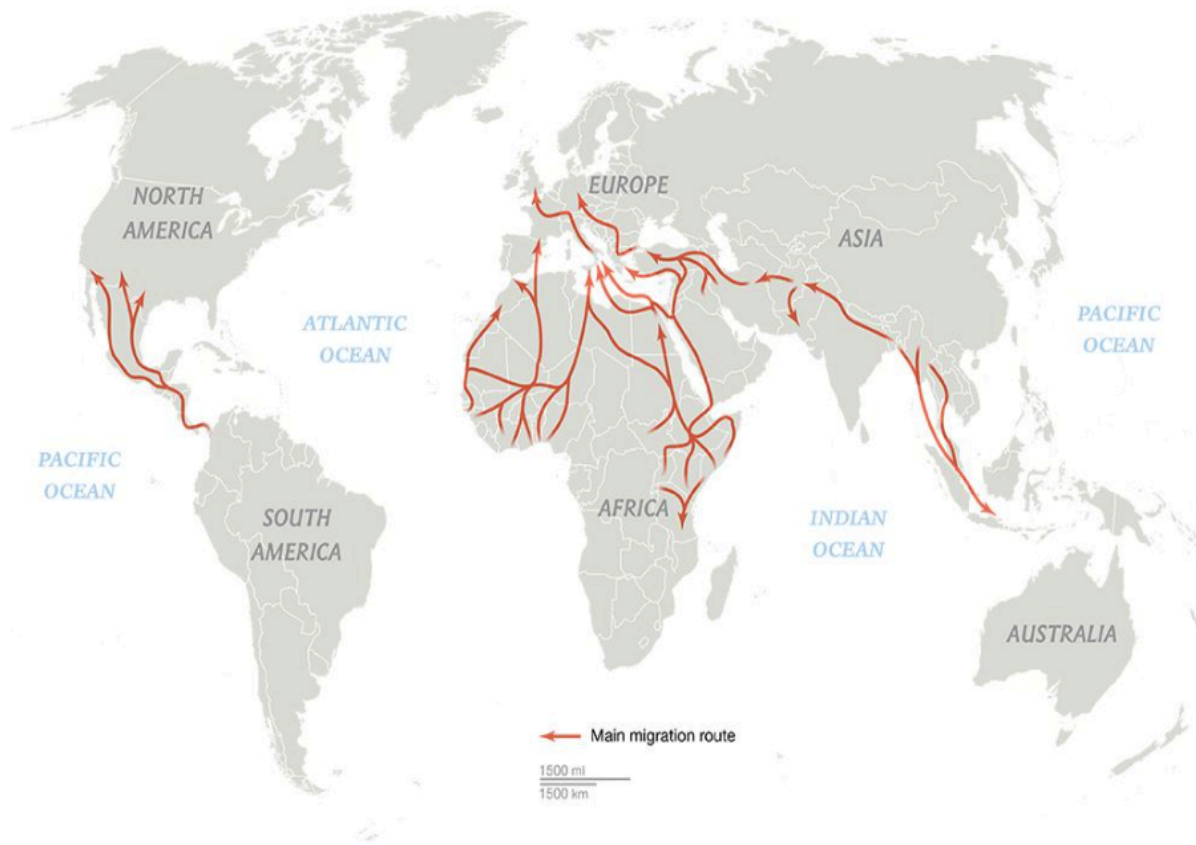 NORTH
AMERICA
EUROPE
ASIA
ATLANTIC
OCEAN
PACIFIC
OCEAN
PACIFIC
OCEAN
SOUTH
AMERICA
AFRICA
INDIAN
OCEAN
AUSTRALIA
Main migration route
1500 mi
1500 km